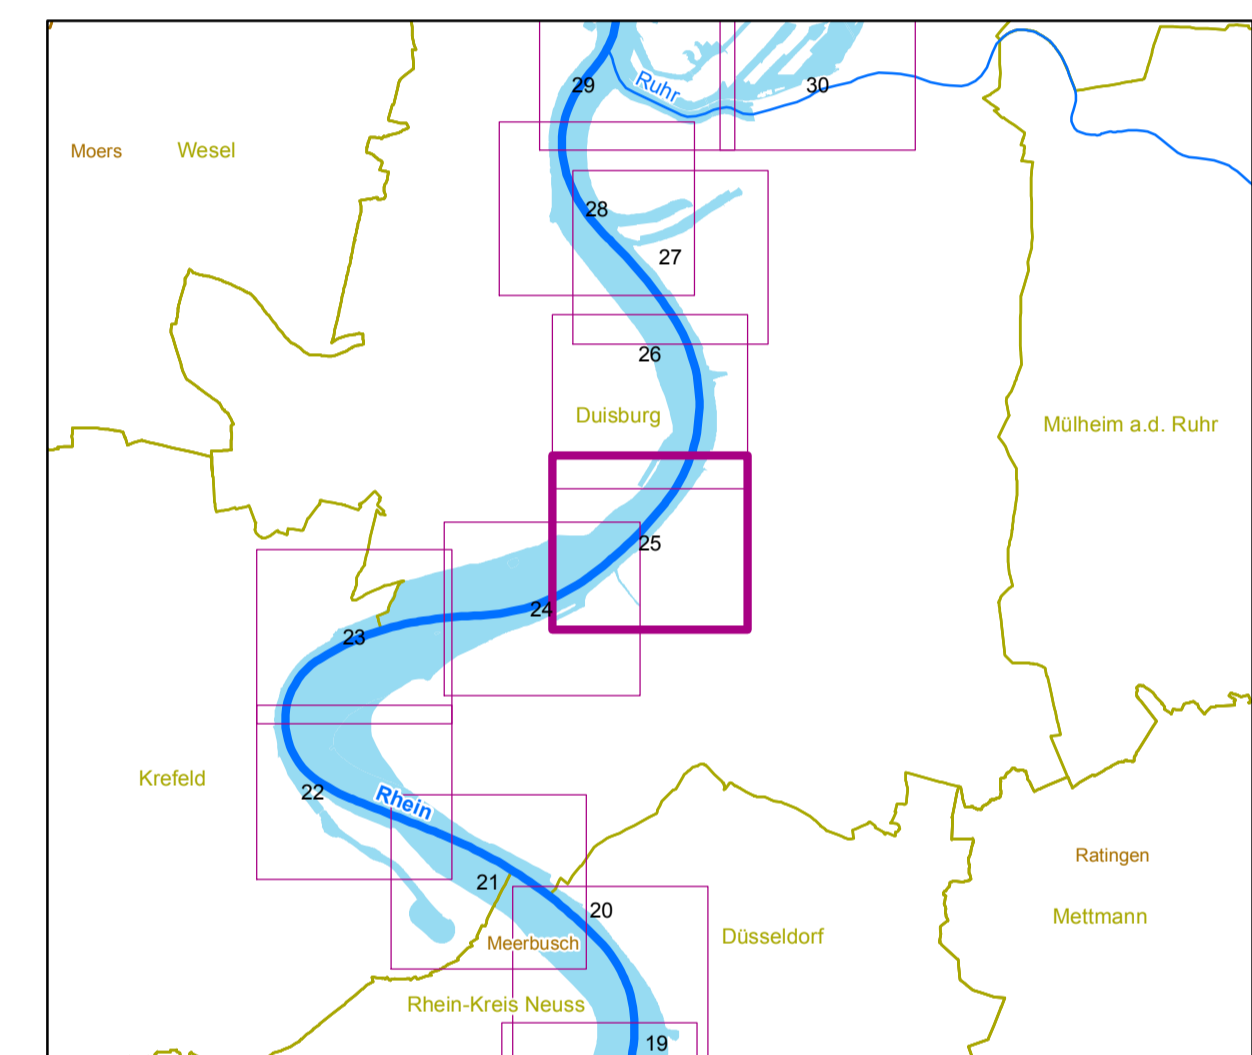 29
Ruhr
30
Moers
Wesel
28
27
26
Duisburg
Mülheim a.d. Ruhr
25
24
23
Krefeld
22
Rhein
Ratingen
21
20
Mettmann
Meerbusch
Düsseldorf
Rhein-Kreis Neuss
19